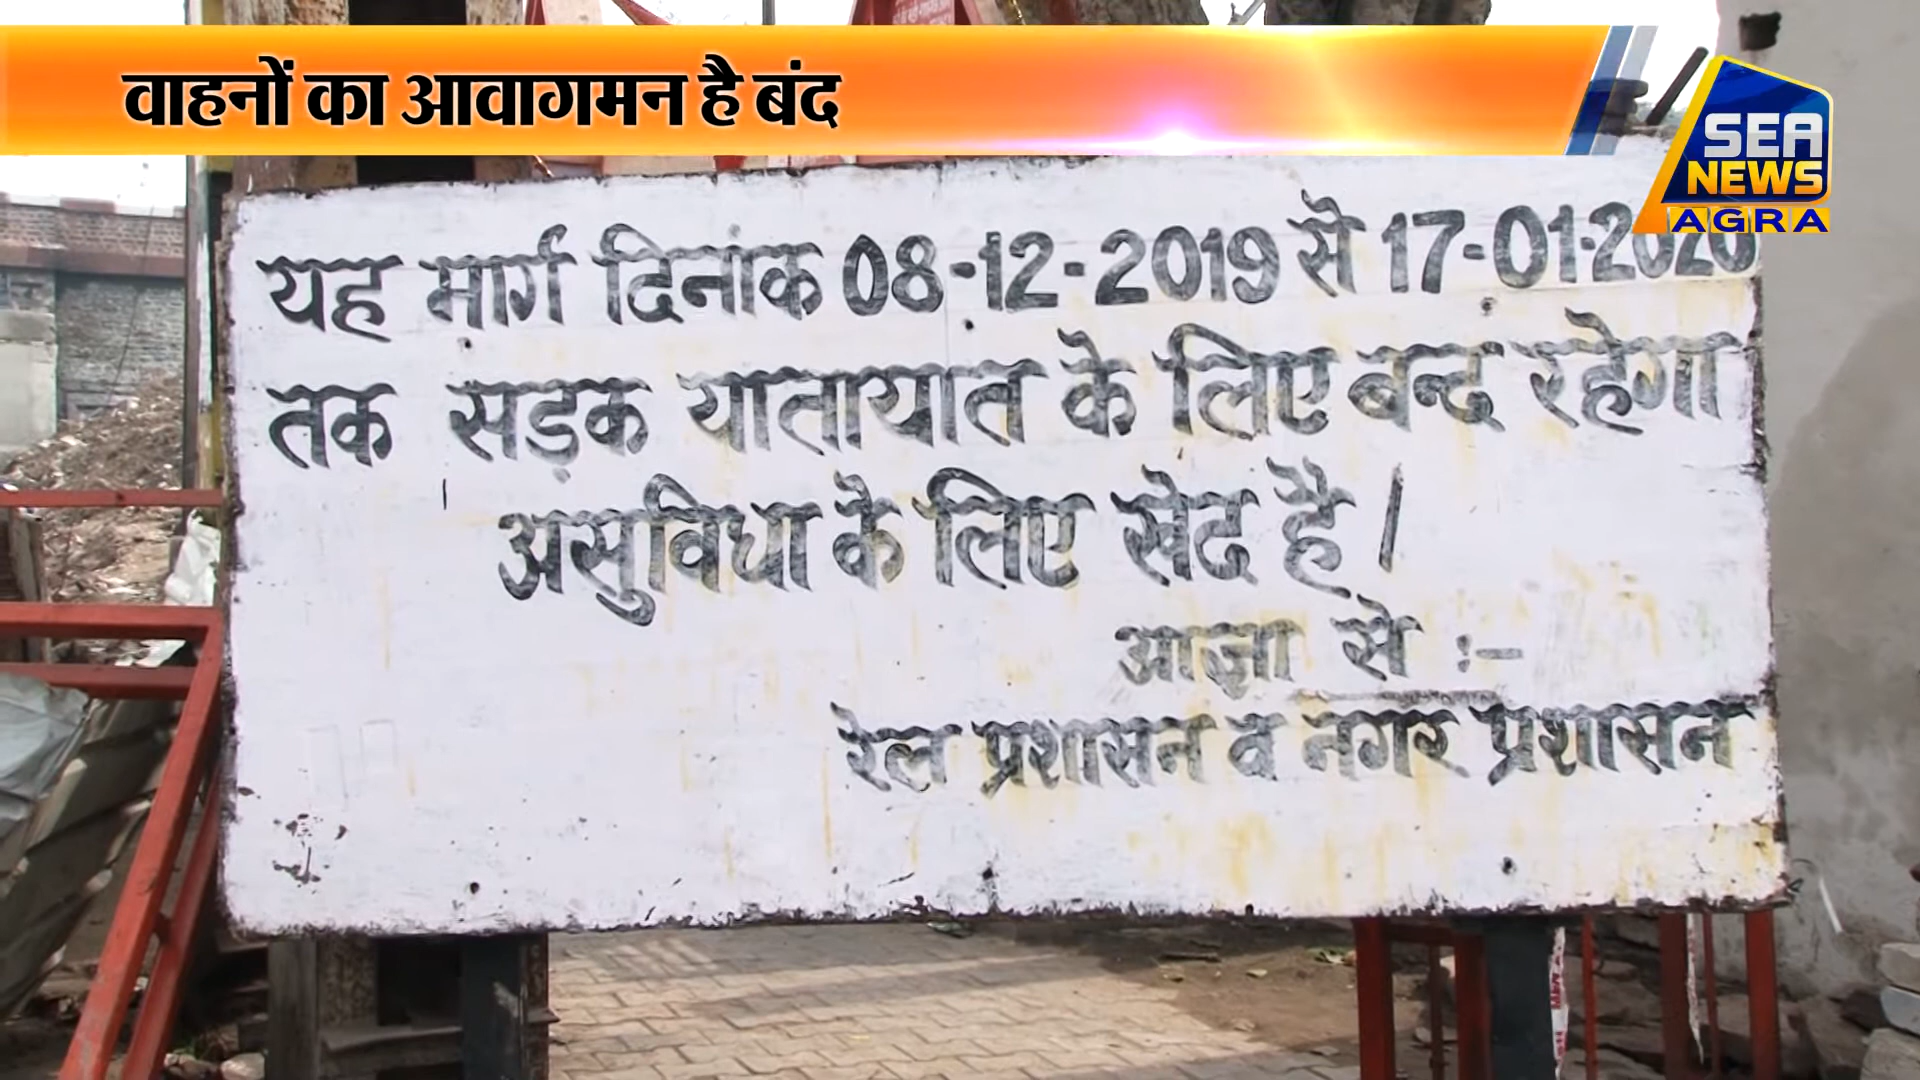 वाहनों का आवागमन है बंद
SEA
NEWS
AGRA
यह मार्ग दिनांक 08-12-2019 से 17-01-2020
तक सड़क यातायात के लिए बन्द रहेगा
असुविधा के लिए खेद है।
आज्ञा से :-
रेल प्रशासन व नगर प्रशासन